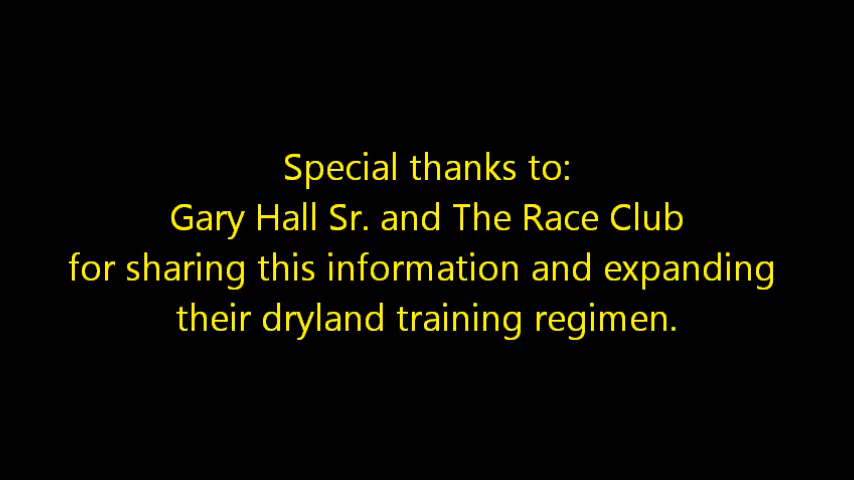 Special thanks to:
Gary Hall Sr. and The Race Club
for sharing this information and expanding
their dryland training regimen.